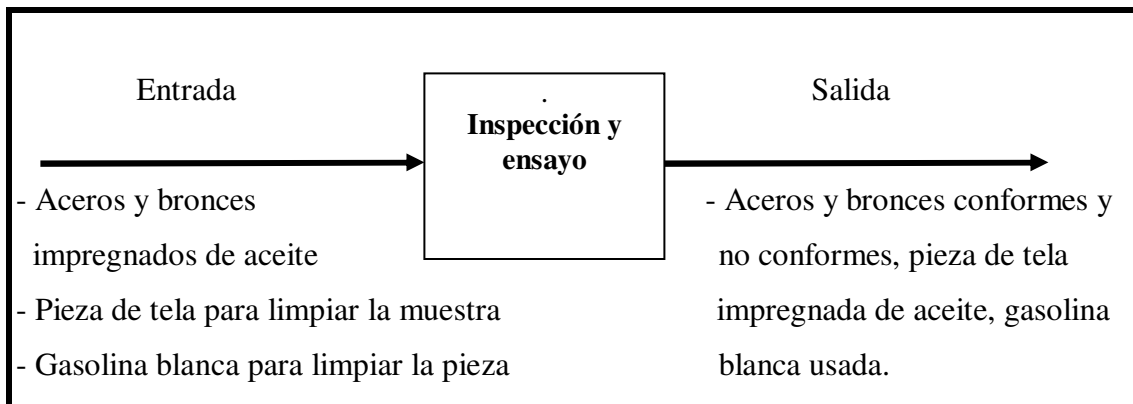 Entrada
.
Inspección y
ensayo
Salida
- Aceros y bronces
impregnados de aceite
- Pieza de tela para limpiar la muestra
- Gasolina blanca para limpiar la pieza
- Aceros y bronces conformes y
no conformes, pieza de tela
impregnada de aceite, gasolina
blanca usada.